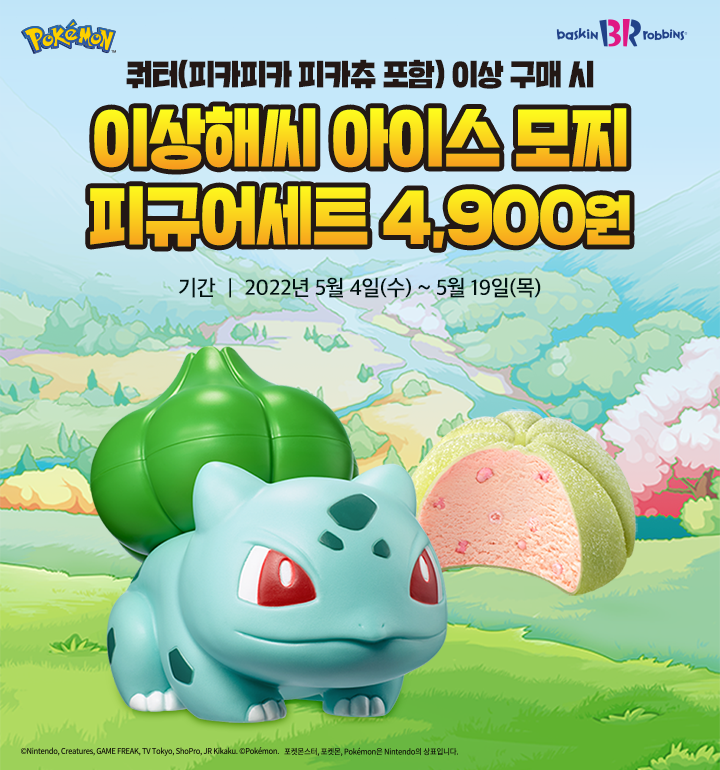 POKÉMON
baskin BR robbins
쿼터(피카피카 피카츄 포함) 이상 구매 시
이상해씨 아이스 모찌
피규어세트 4,900원
기간 | 2022년 5월 4일(수) ~ 5월 19일(목)
©Nintendo, Creatures, GAME FREAK, TV Tokyo, ShoPro, JR Kikaku. ©Pokémon. 포켓몬스터, 포켓몬, Pokémon은 Nintendo의 상표입니다.